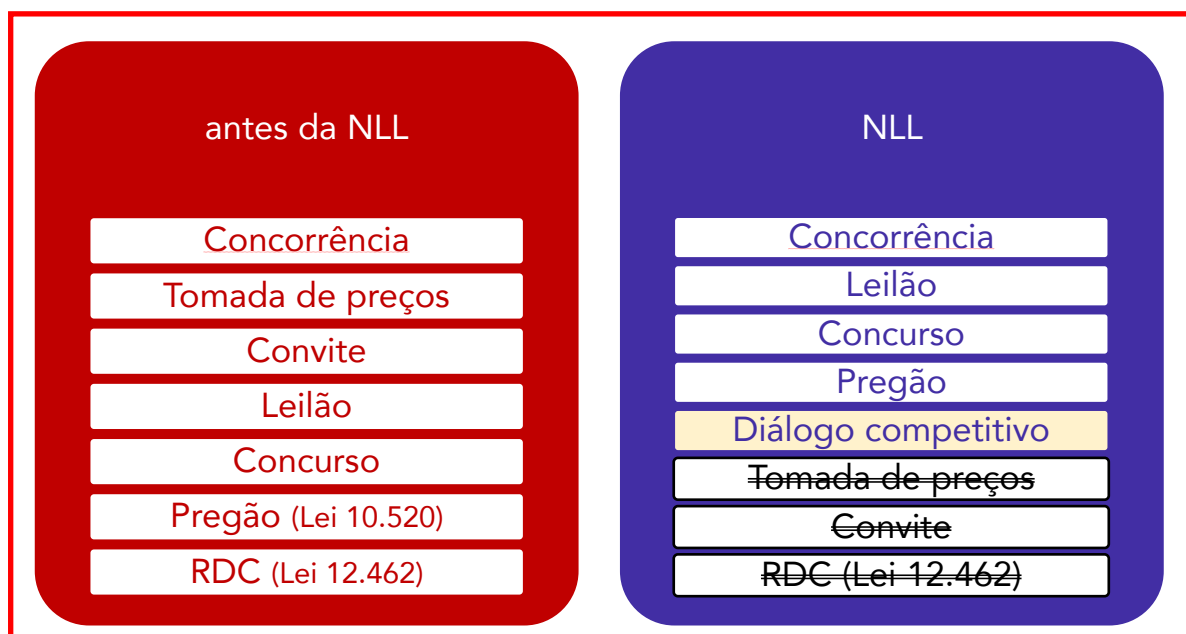 antes da NLL
Concorrência
Tomada de preços
Convite
Leilão
Concurso
Pregão (Lei 10.520)
RDC (Lei 12.462)
NLL
Concorrência
Leilão
Concurso
Pregão
Diálogo competitivo
Tomada de preços
Convite
RDC (Lei 12.462)